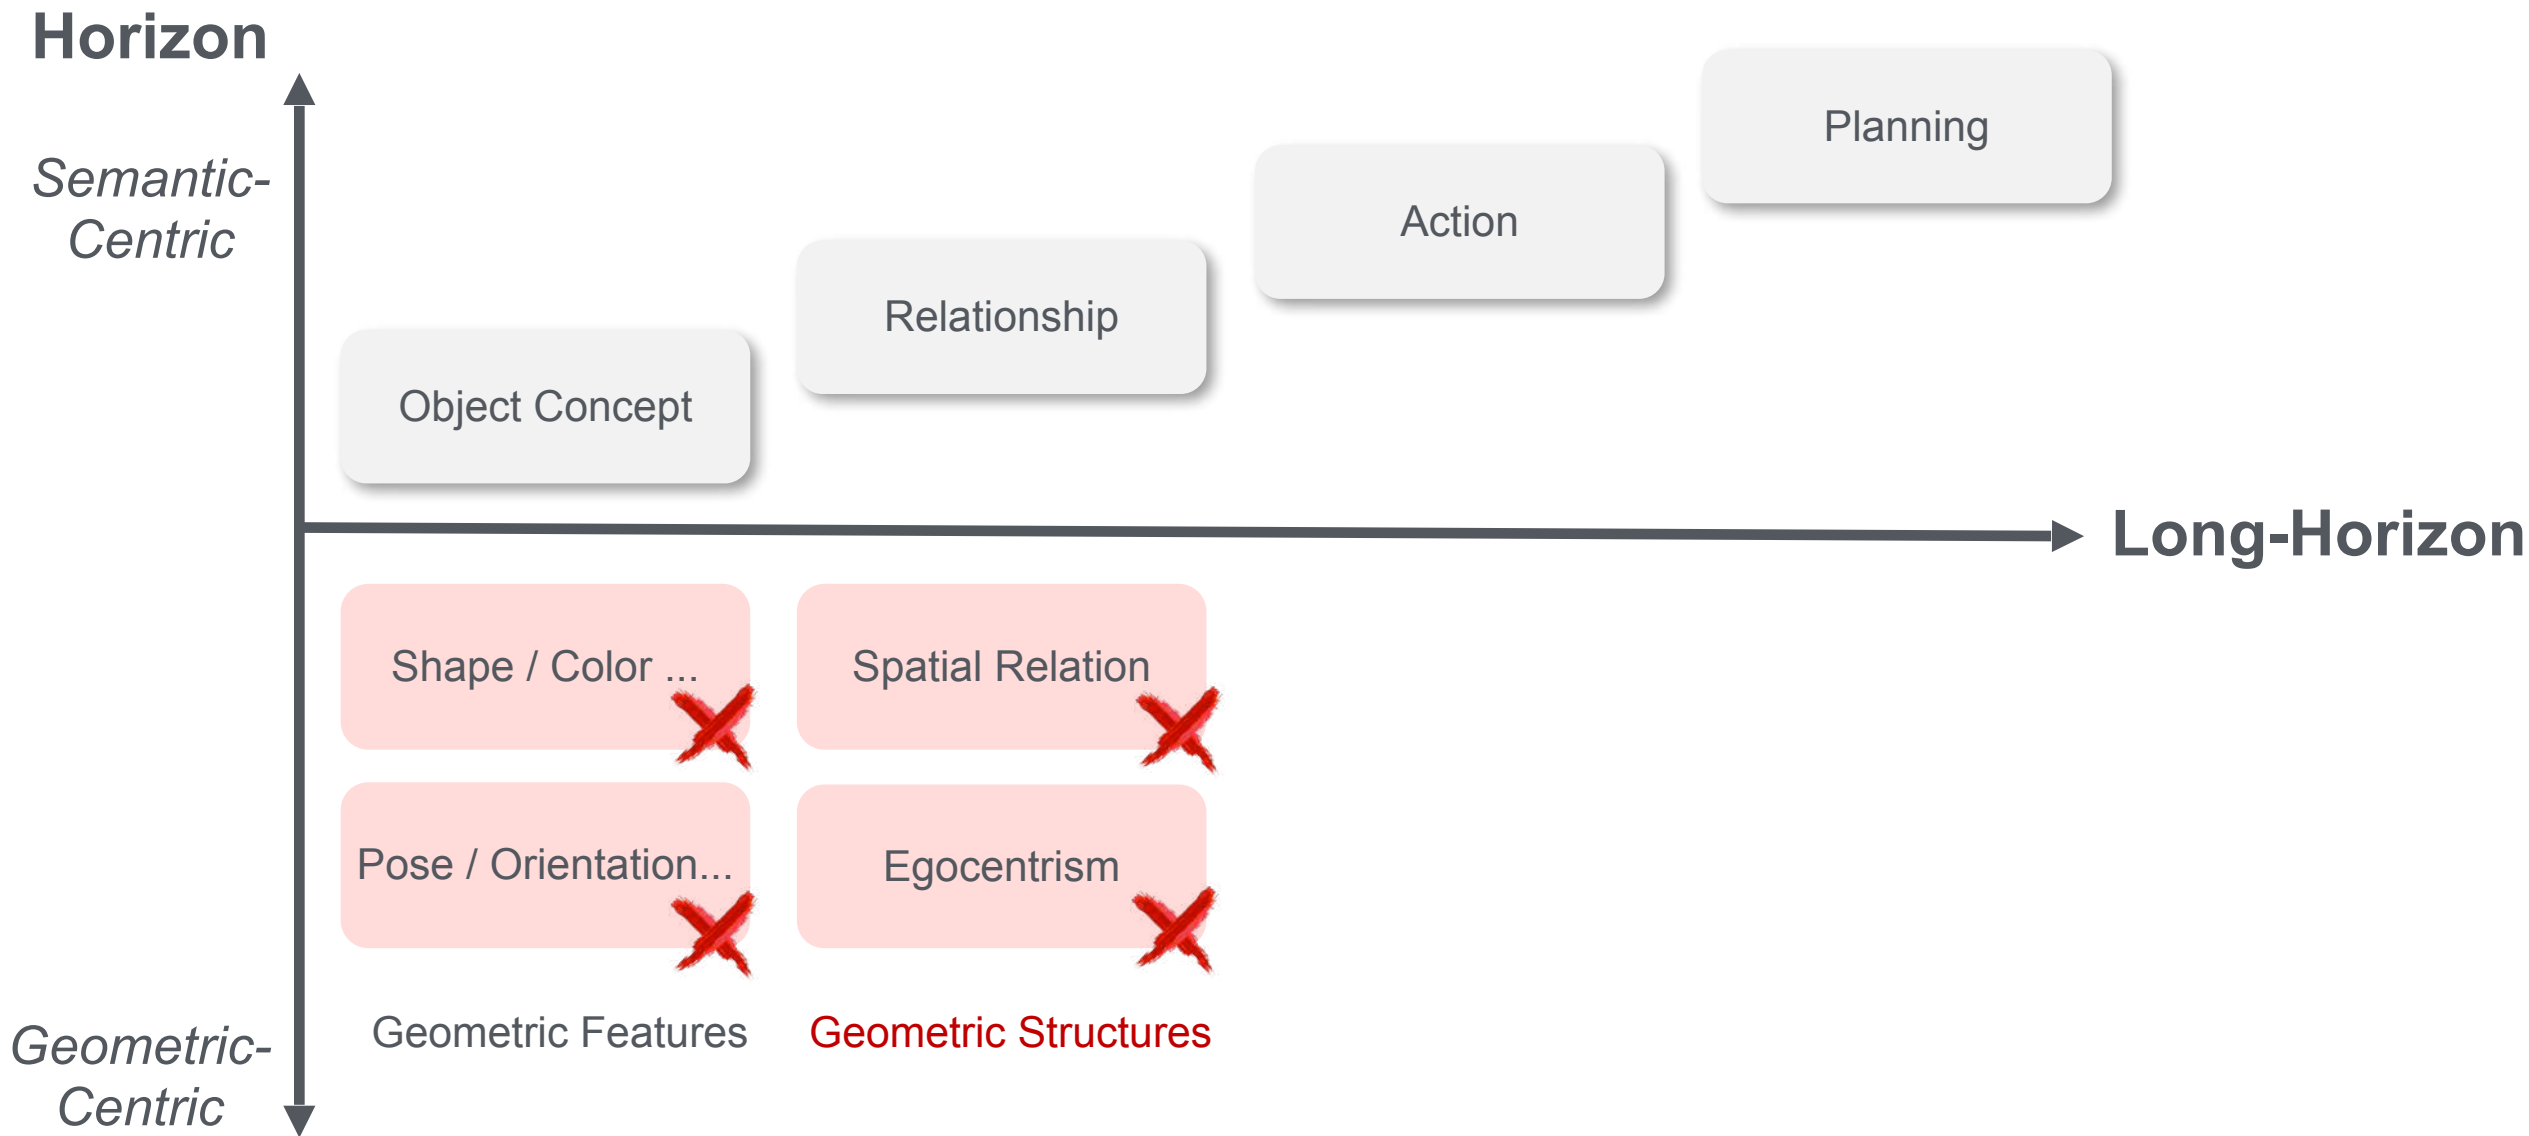 Horizon
Semantic-
Centric
Planning
Action
Relationship
Object Concept
Long-Horizon
Shape / Color ...
Spatial Relation
Pose / Orientation...
Egocentrism
Geometric Features
Geometric Structures
Geometric-
Centric